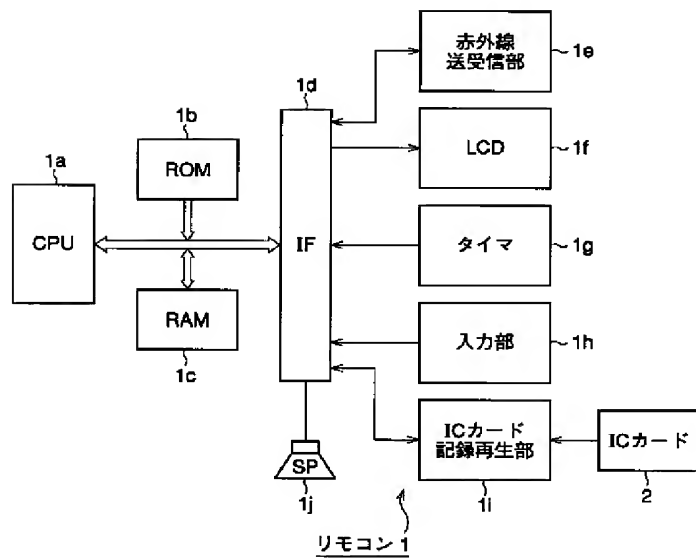 赤外線
送受信部
1e
1d
1b
ROM
LCD
1f
1a
CPU
IF
タイマ
1g
RAM
1c
入力部
1h
ICカード
記録再生部
1i
ICカード
2
SP
1j
リモコン 1